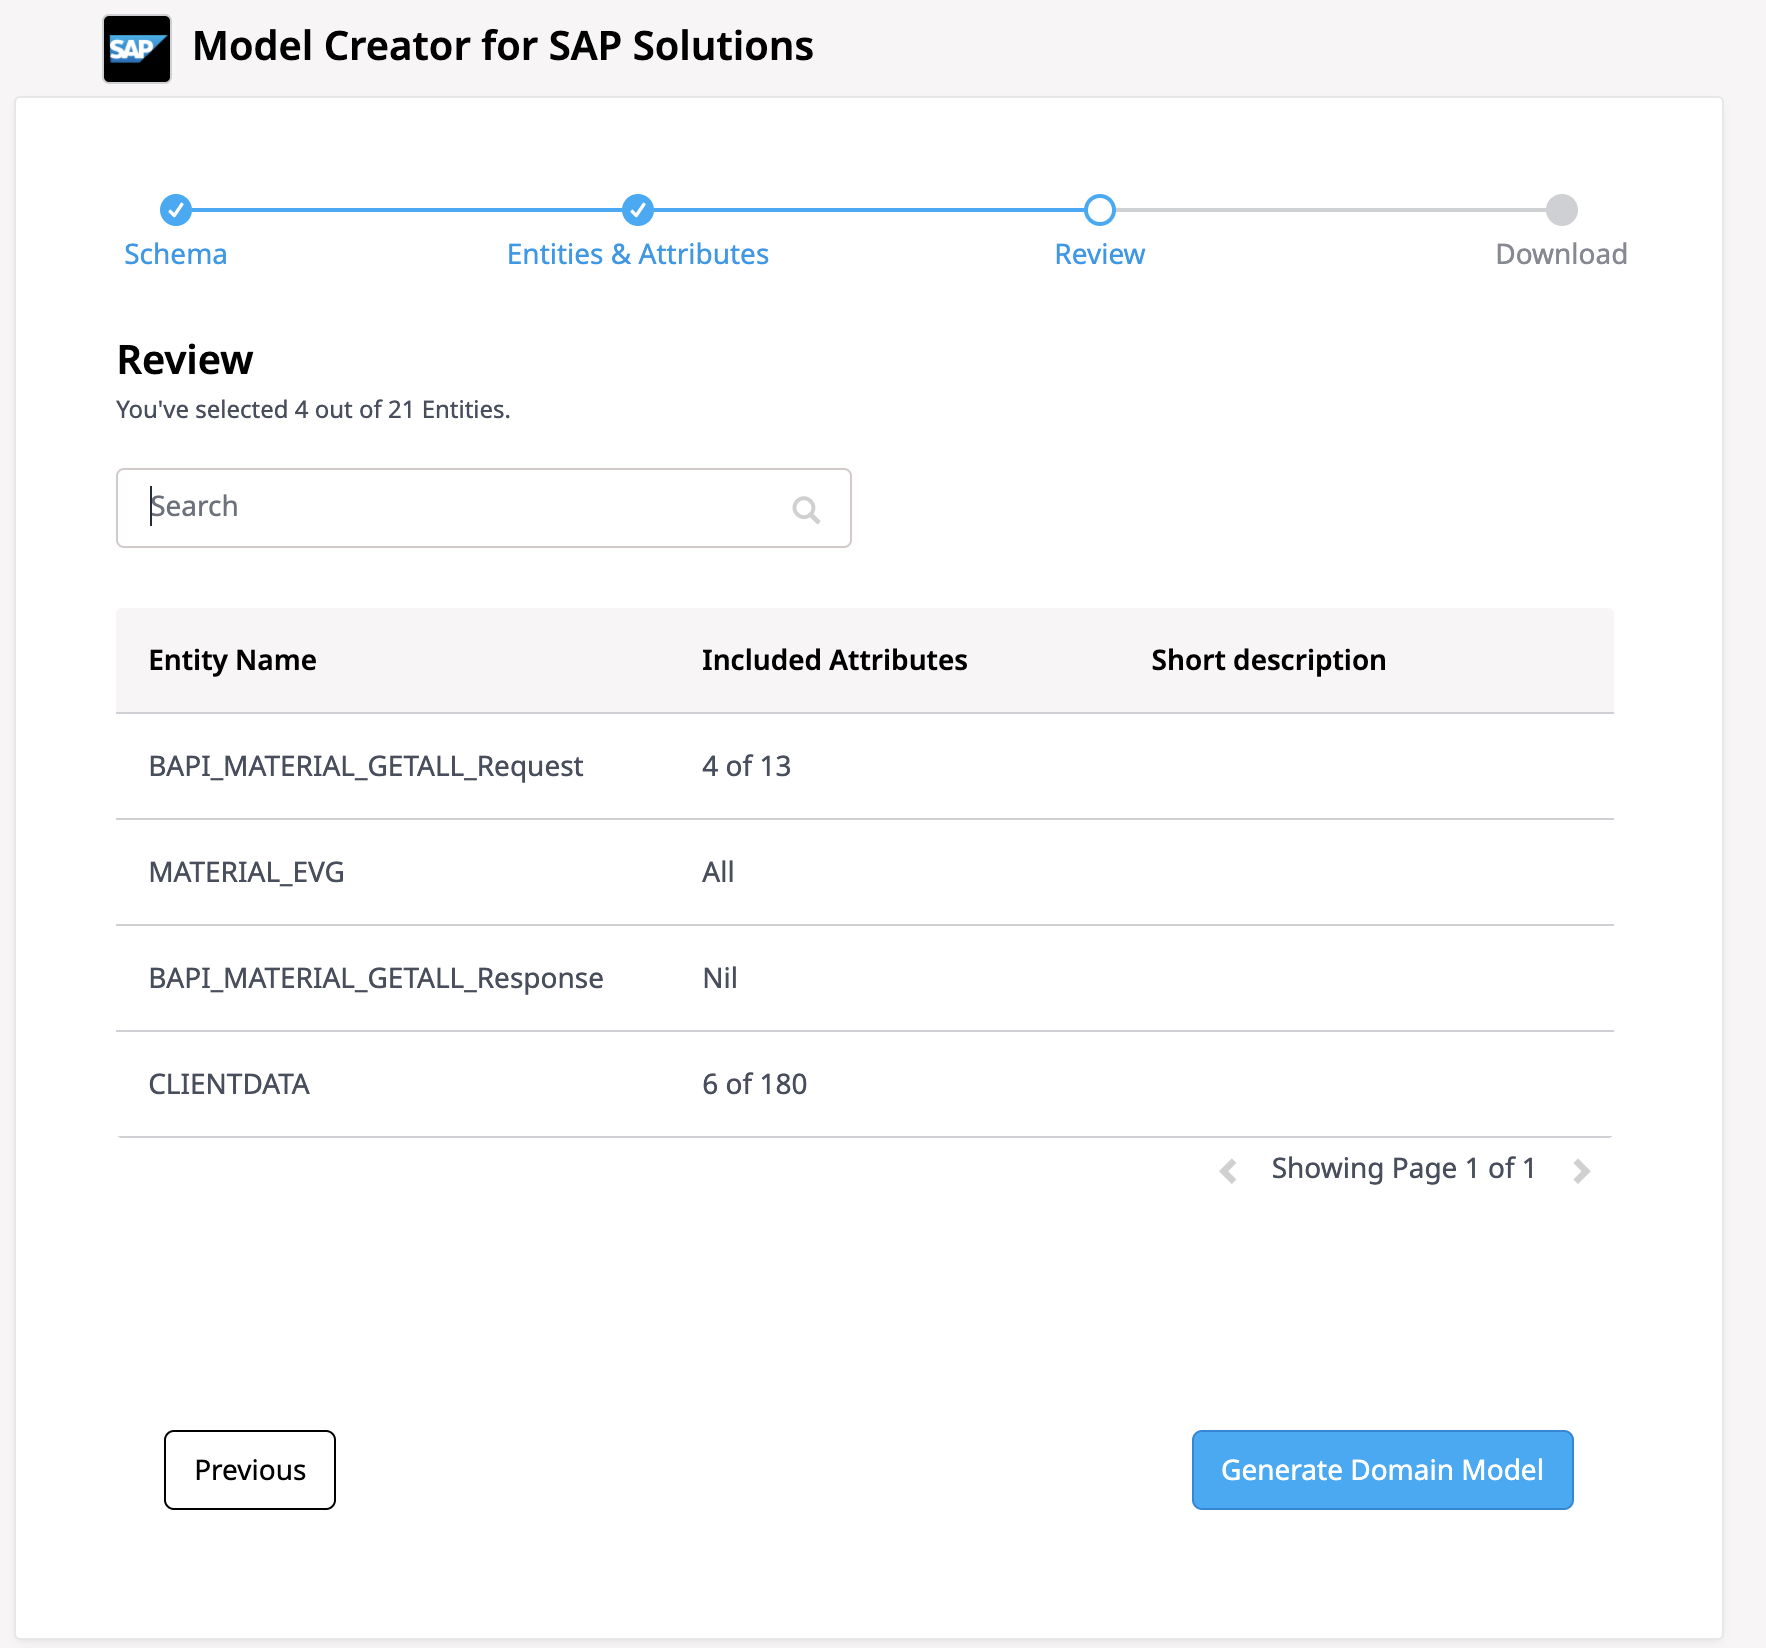 SAP Model Creator for SAP Solutions
Schema Entities & Attributes Review Download
Review
You've selected 4 out of 21 Entities.
Search
Entity Name Included Attributes Short description
BAPI_MATERIAL_GETALL_Request 4 of 13
MATERIAL_EVG All
BAPI_MATERIAL_GETALL_Response Nil
CLIENTDATA 6 of 180
Showing Page 1 of 1
Previous Generate Domain Model